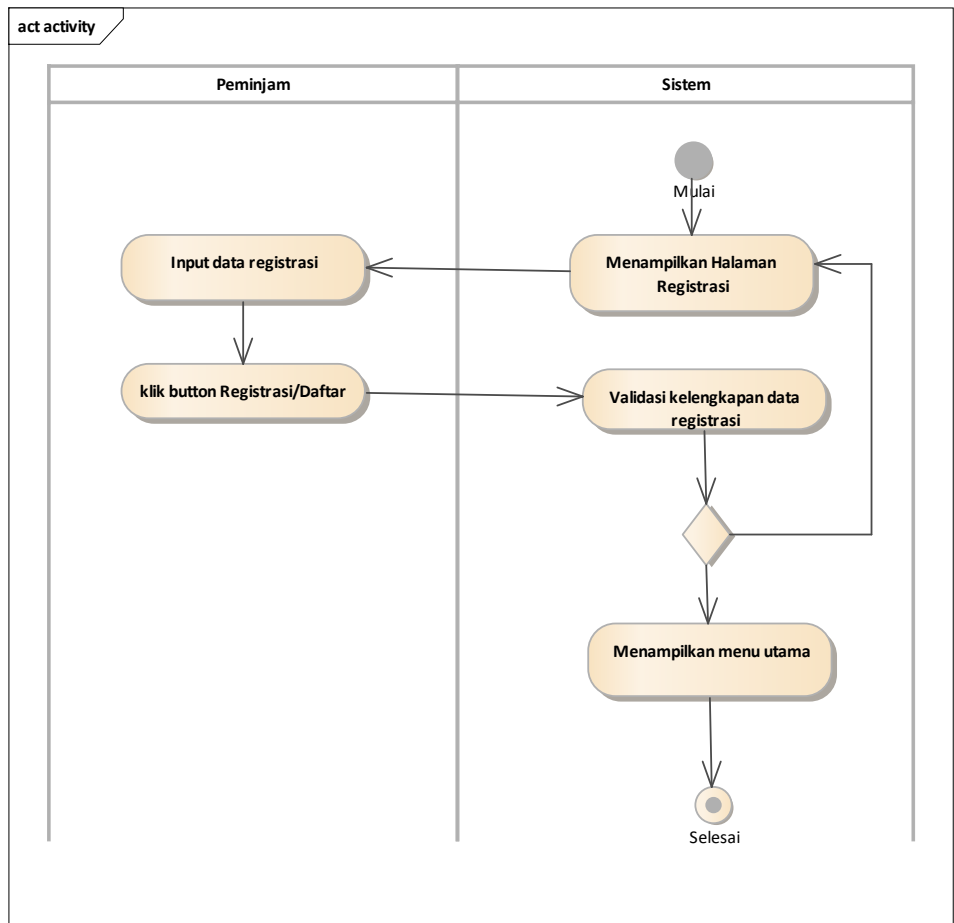 act activity
Peminjam
Sistem
Mulai
Input data registrasi
Menampilkan Halaman
Registrasi
klik button Registrasi/Daftar
Validasi kelengkapan data
registrasi
Menampilkan menu utama
Selesai